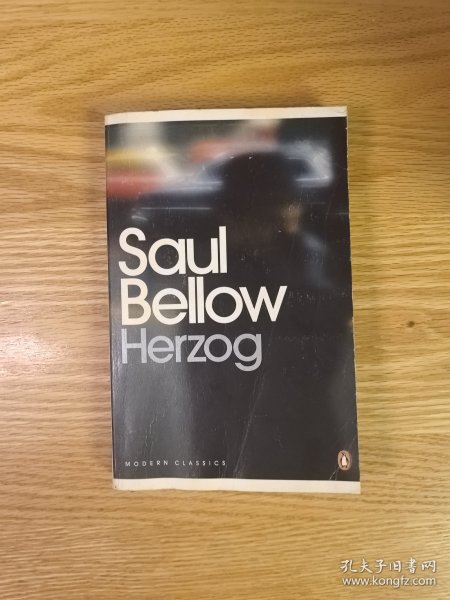 Saul
Bellow
Herzog
MODERN CLASSICS
孔夫子旧书网
www.kongfz.com